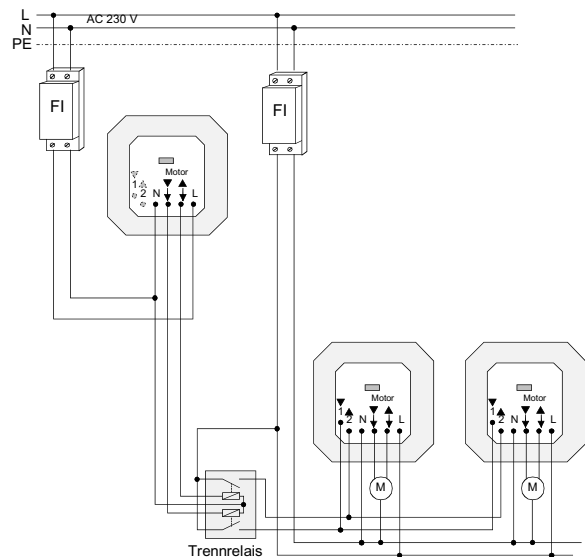 L
AC 230 V
N
PE
FI
FI
Motor
1
2 N L
Motor
1
2 N L
Motor
1
2 N L
M
M
Trennrelais